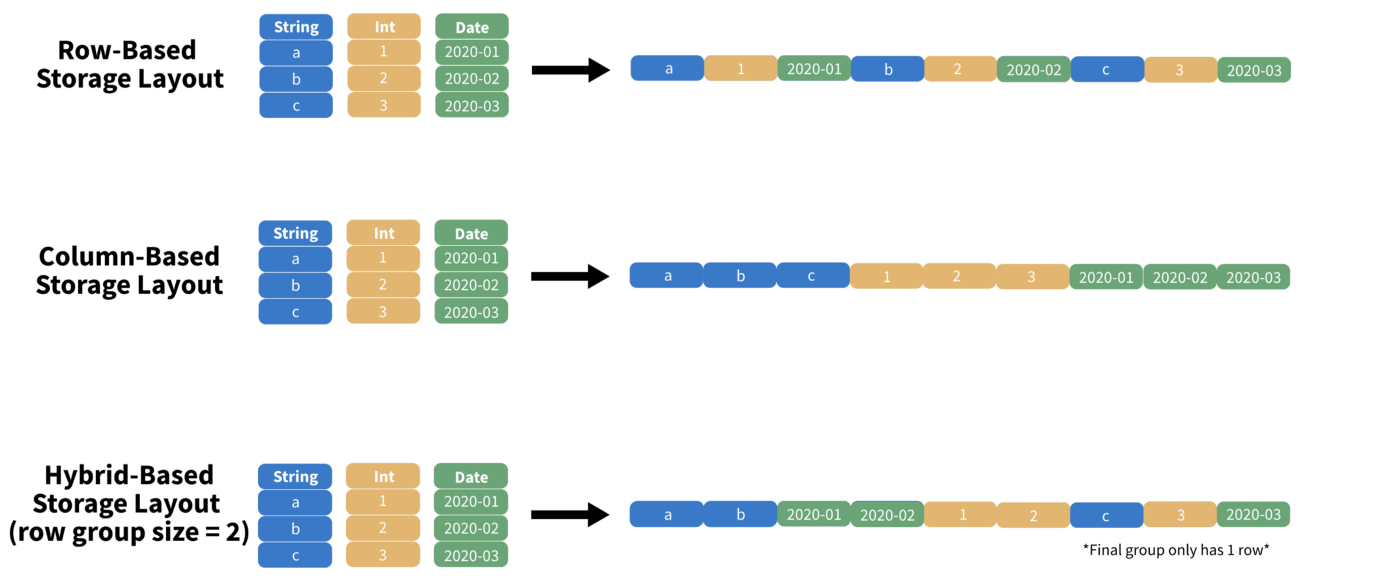 Row-Based
Storage Layout
String Int Date
a 1 2020-01
b 2 2020-02
c 3 2020-03
a 1 2020-01 b 2 2020-02 c 3 2020-03
Column-Based
Storage Layout
String Int Date
a 1 2020-01
b 2 2020-02
c 3 2020-03
a b c 1 2 3 2020-01 2020-02 2020-03
Hybrid-Based
Storage Layout
(row group size = 2)
String Int Date
a 1 2020-01
b 2 2020-02
c 3 2020-03
a b 2020-01 2020-02 1 2 c 3 2020-03
*Final group only has 1 row*